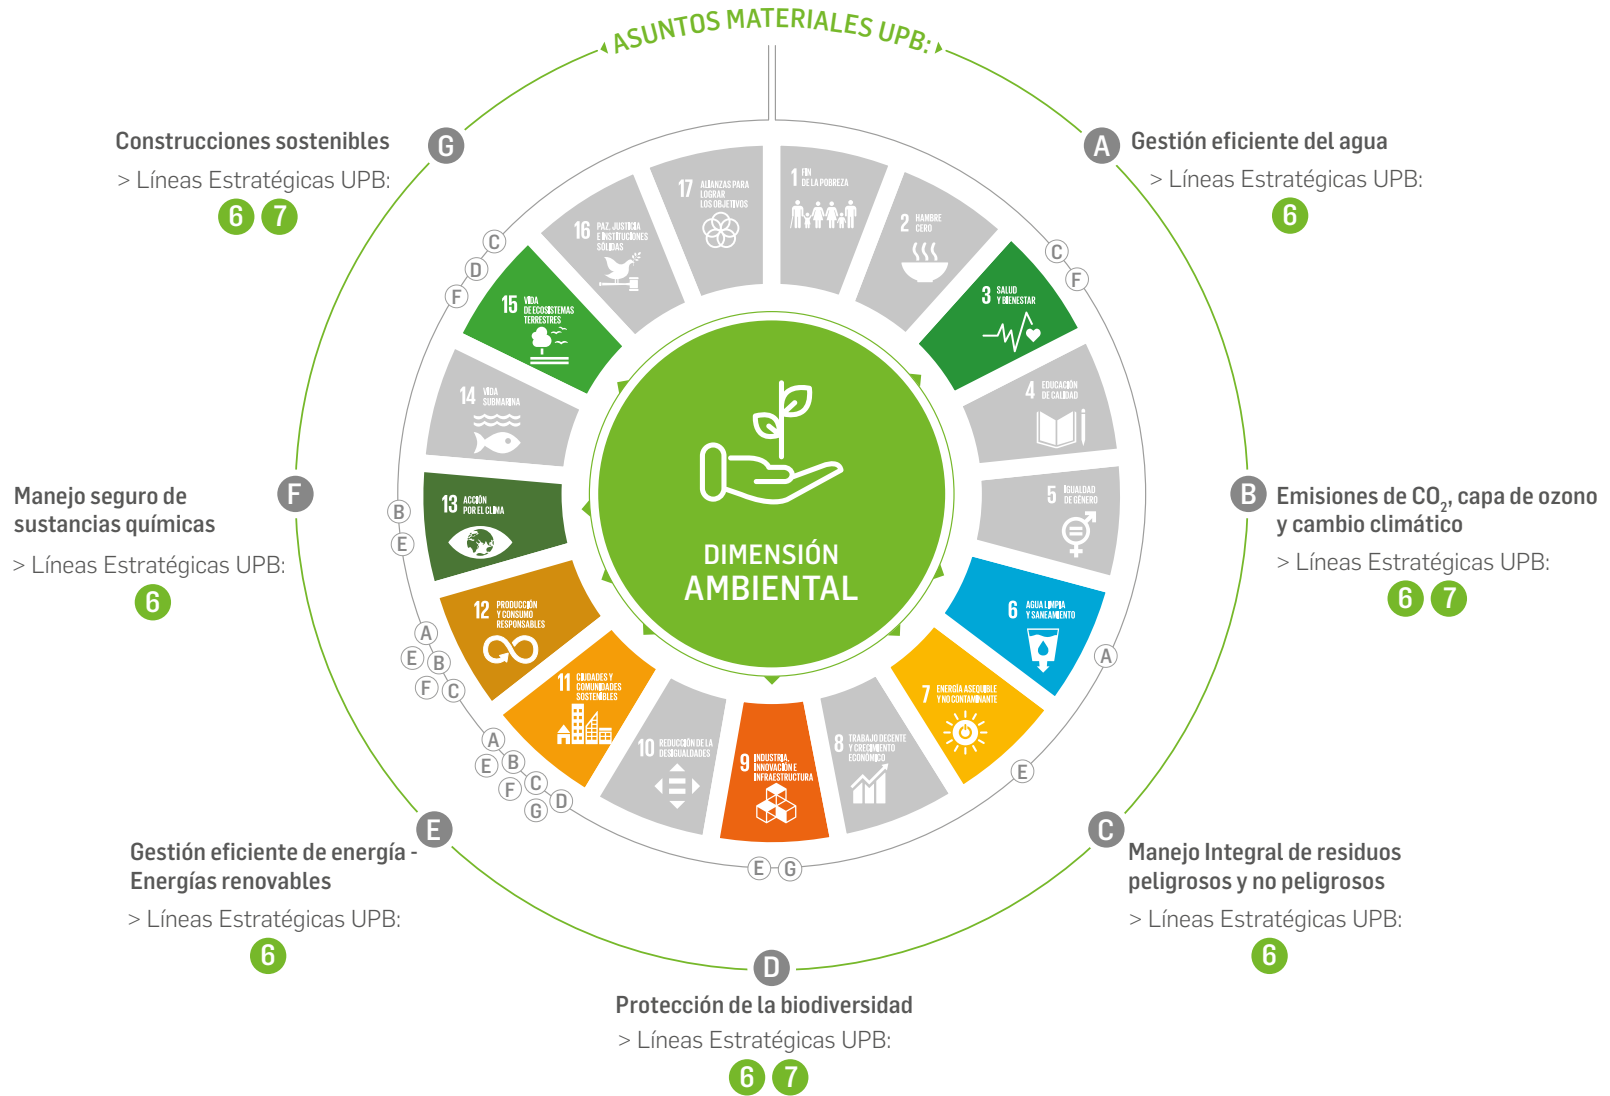 ASUNTOS MATERIALES UPB:
A
Gestión eficiente del agua
> Líneas Estratégicas UPB:
6
B
Emisiones de CO₂, capa de ozono
y cambio climático
> Líneas Estratégicas UPB:
6 7
C
Manejo Integral de residuos
peligrosos y no peligrosos
> Líneas Estratégicas UPB:
6
D
Protección de la biodiversidad
> Líneas Estratégicas UPB:
6 7
E
Gestión eficiente de energía -
Energías renovables
> Líneas Estratégicas UPB:
6
F
Manejo seguro de
sustancias químicas
> Líneas Estratégicas UPB:
6
G
Construcciones sostenibles
> Líneas Estratégicas UPB:
6 7
1 FIN
DE LA POBREZA
2 HAMBRE
CERO
3 SALUD
Y BIENESTAR
C
F
4 EDUCACIÓN
DE CALIDAD
5 IGUALDAD
DE GÉNERO
6 AGUA LIMPIA
Y SANEAMIENTO
A
7 ENERGÍA ASEQUIBLE
Y NO CONTAMINANTE
E
8 TRABAJO DECENTE
Y CRECIMIENTO
ECONÓMICO
9 INDUSTRIA,
INNOVACIÓN E
INFRAESTRUCTURA
E G
10 REDUCCIÓN DE LA
DESIGUALDADES
11 CIUDADES Y
COMUNIDADES
SOSTENIBLES
A
E B
F C D
G
12 PRODUCCIÓN
Y CONSUMO
RESPONSABLES
A
E B
F C
13 ACCIÓN
POR EL CLIMA
B
E
14 VIDA
SUBMARINA
15 VIDA
DE ECOSISTEMAS
TERRESTRES
C
D
F
16 PAZ, JUSTICIA
E INSTITUCIONES
SÓLIDAS
17 ALIANZAS PARA
LOGRAR
LOS OBJETIVOS
DIMENSIÓN
AMBIENTAL